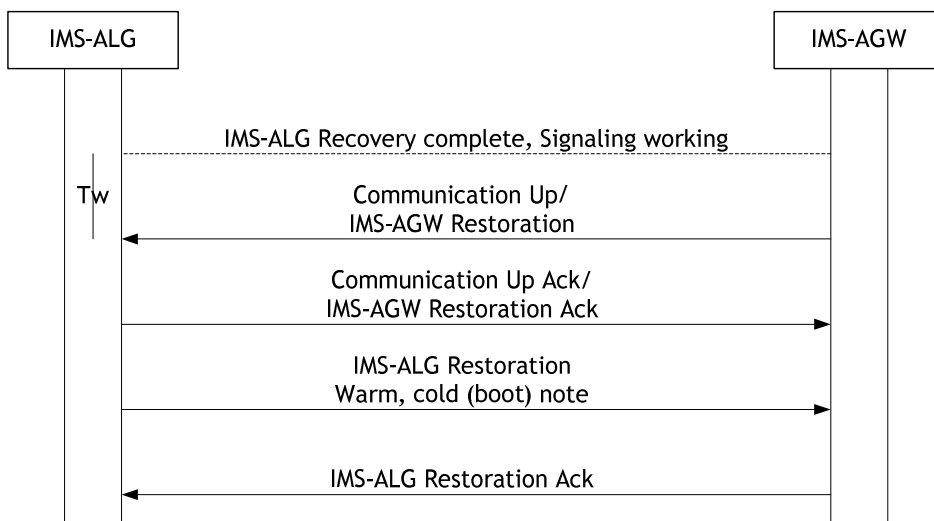 IMS-ALG
IMS-AGW
IMS-ALG Recovery complete, Signaling working
Tw
Communication Up/
IMS-AGW Restoration
Communication Up Ack/
IMS-AGW Restoration Ack
IMS-ALG Restoration
Warm, cold (boot) note
IMS-ALG Restoration Ack